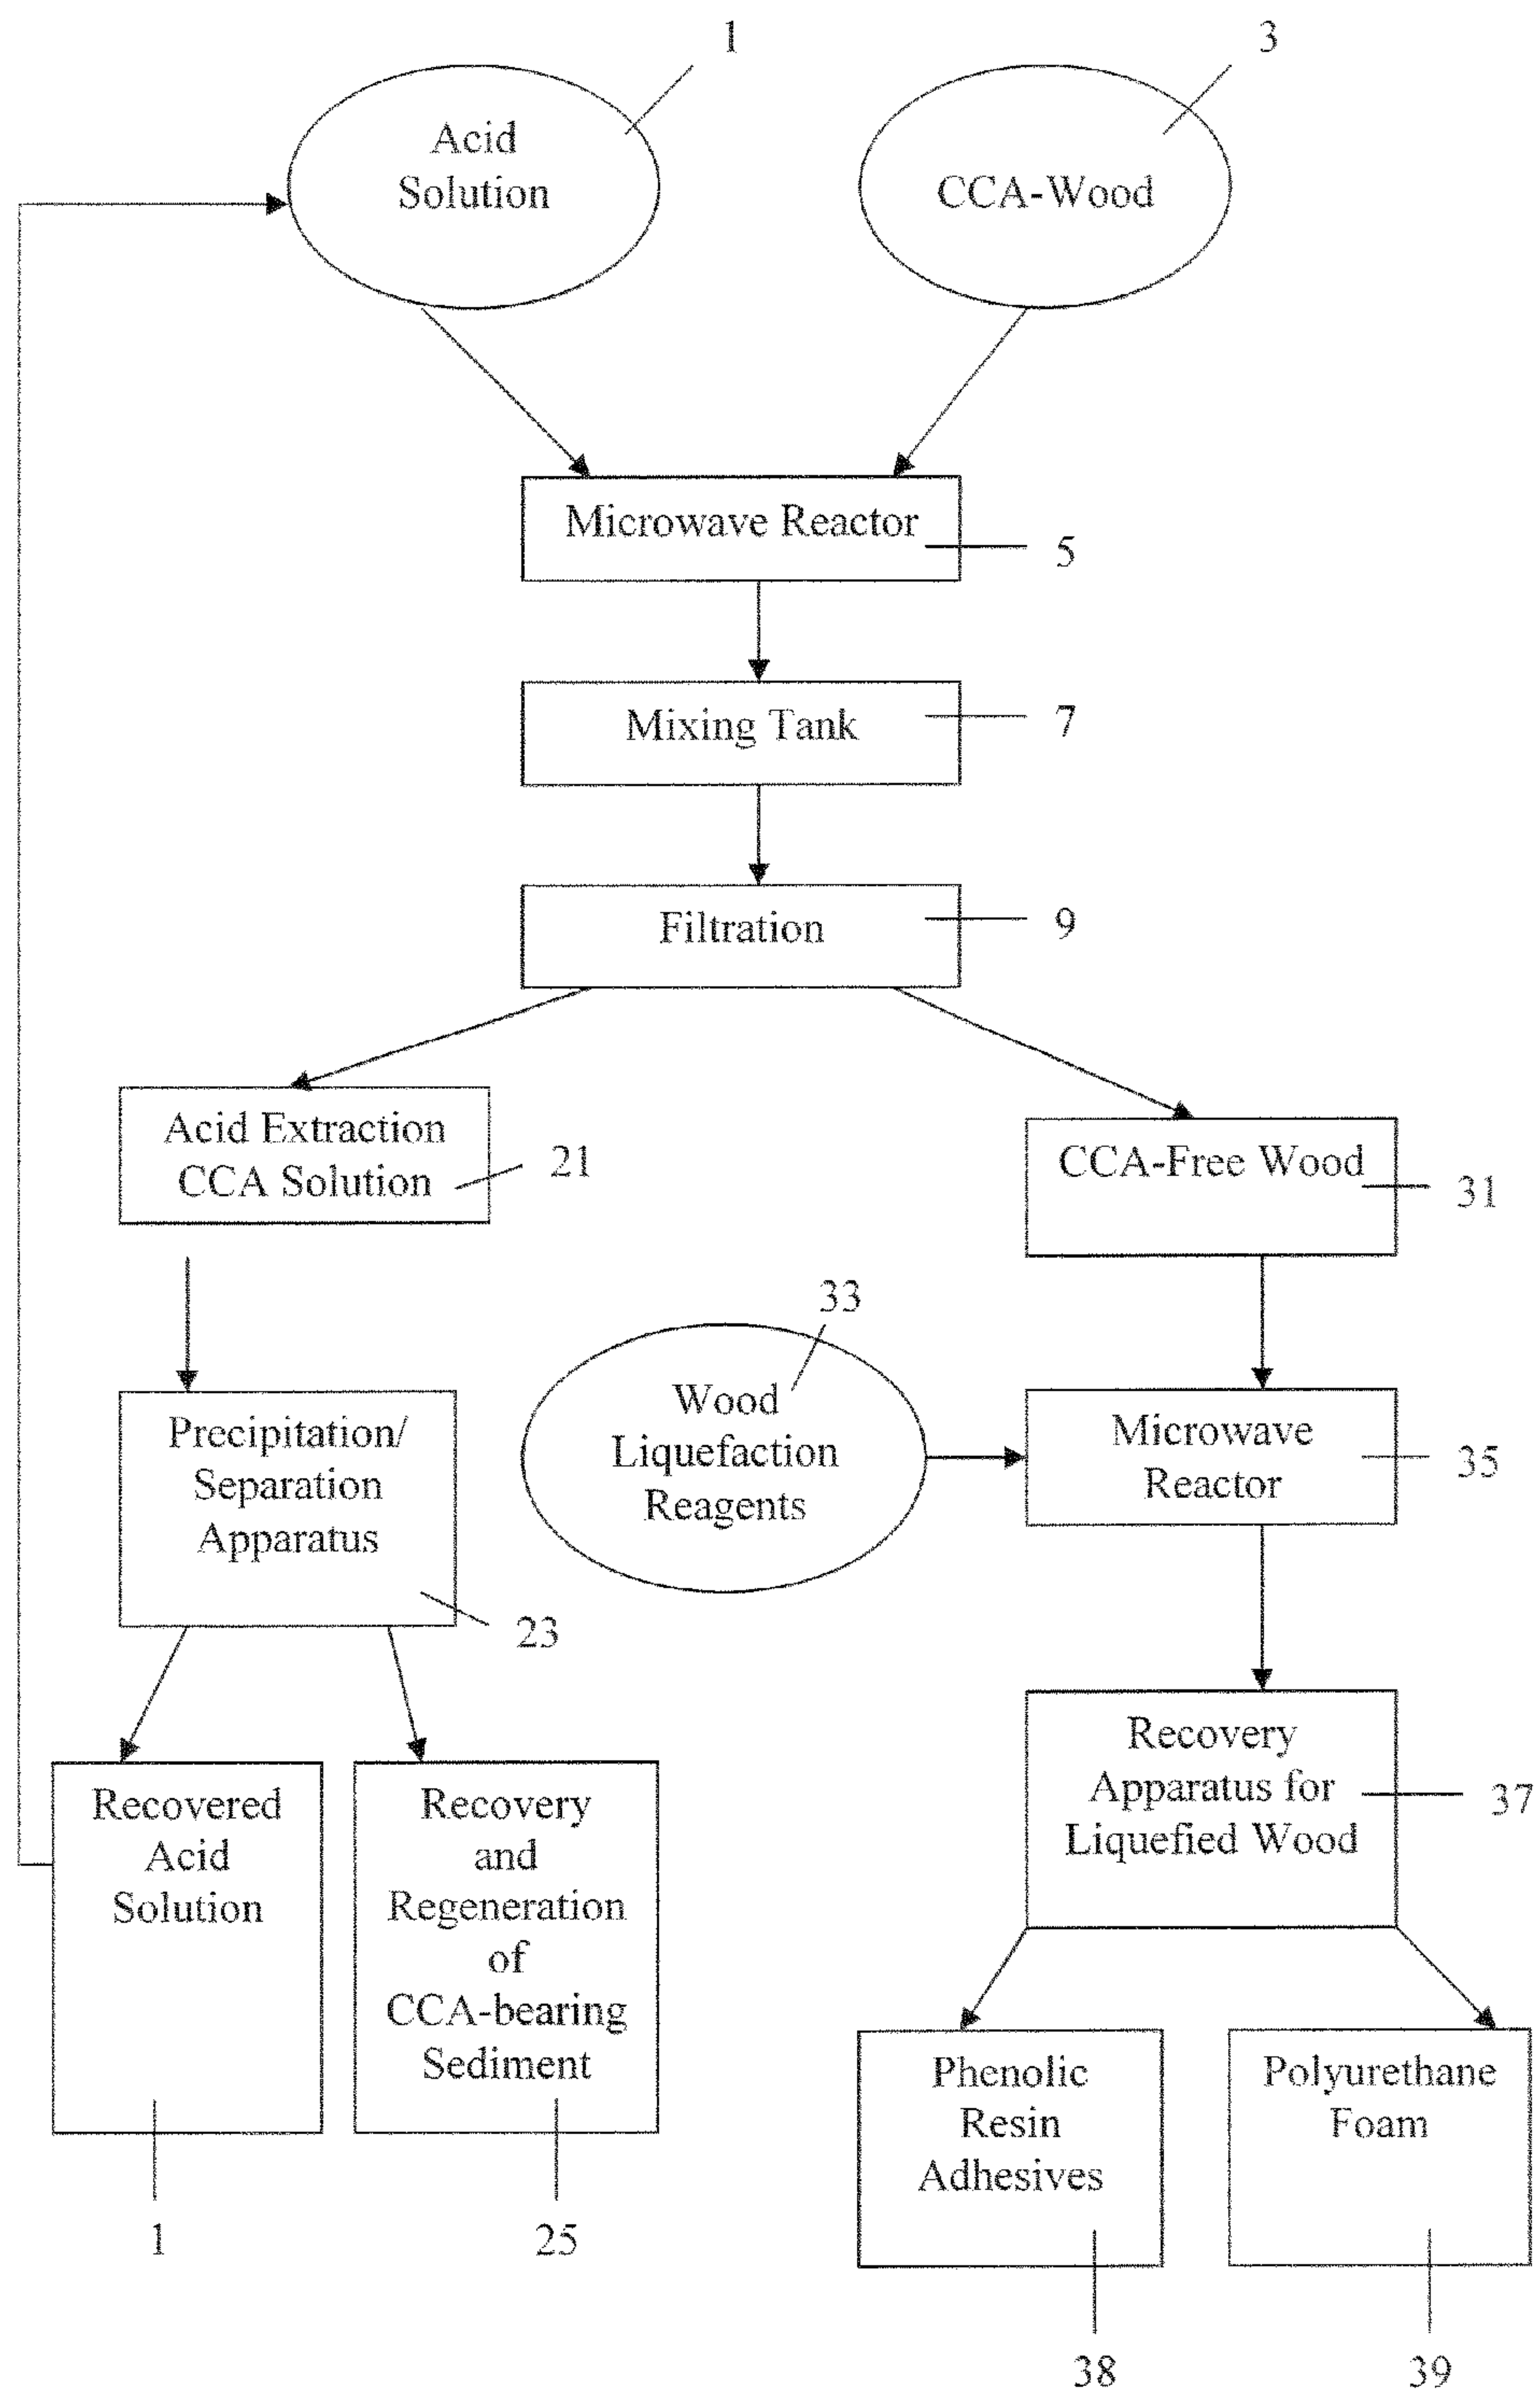 1
3
Acid
Solution
CCA-Wood
Microwave Reactor
5
Mixing Tank
7
Filtration
9
Acid Extraction
CCA Solution
21
CCA-Free Wood
31
33
Wood
Liquefaction
Reagents
Microwave
Reactor
35
Precipitation/
Separation
Apparatus
23
Recovery
Apparatus for
Liquefied Wood
37
Recovered
Acid
Solution
1
Recovery
and
Regeneration
of
CCA-bearing
Sediment
25
Phenolic
Resin
Adhesives
38
Polyurethane
Foam
39